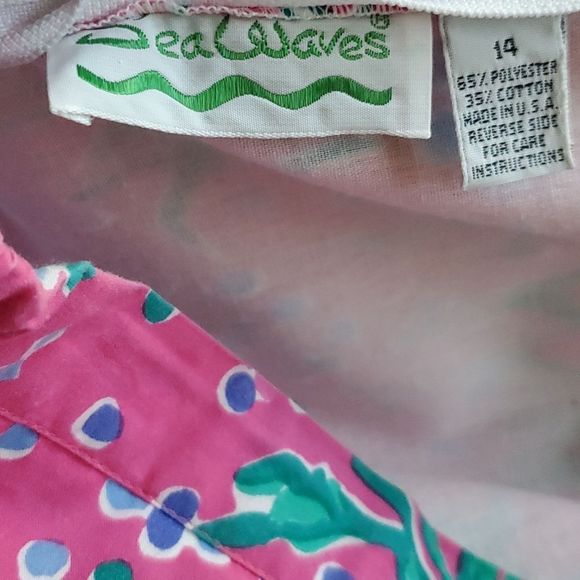 SeaWaves®
14
65% POLYESTER
35% COTTON
MADE IN U.S.A.
REVERSE SIDE
FOR CARE
INSTRUCTIONS